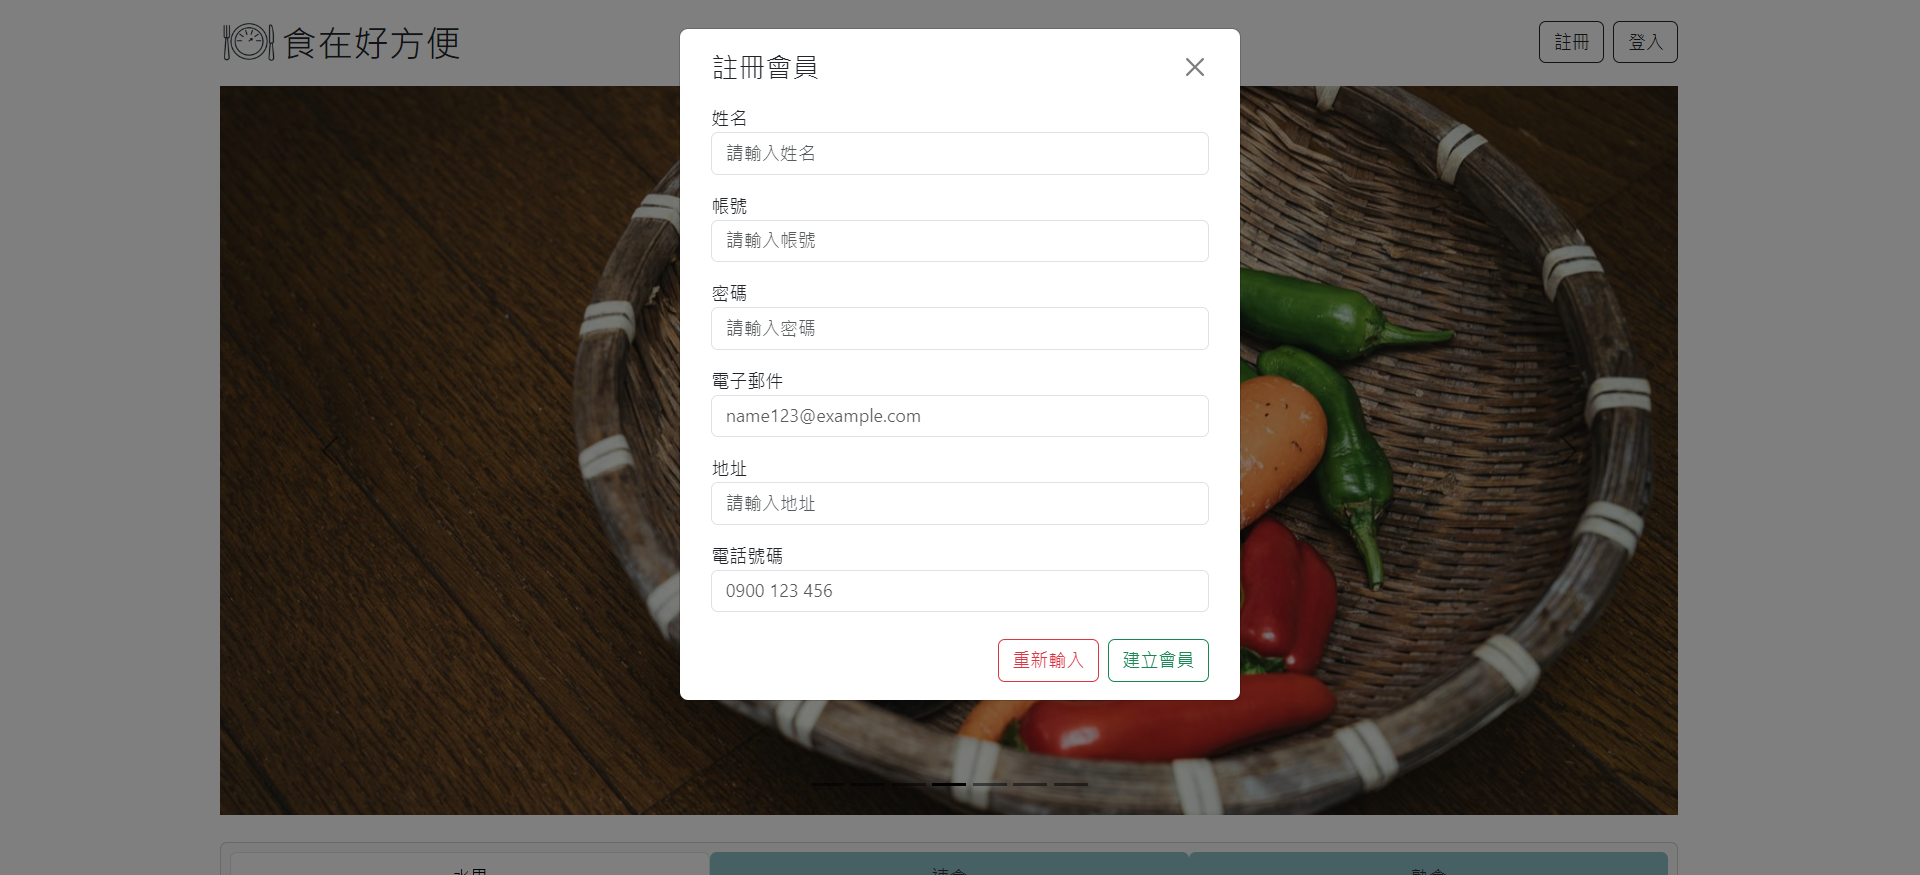 食在好方便
註冊
登入
註冊會員
姓名
請輸入姓名
帳號
請輸入帳號
密碼
請輸入密碼
電子郵件
name123@example.com
地址
請輸入地址
電話號碼
0900 123 456
重新輸入
建立會員